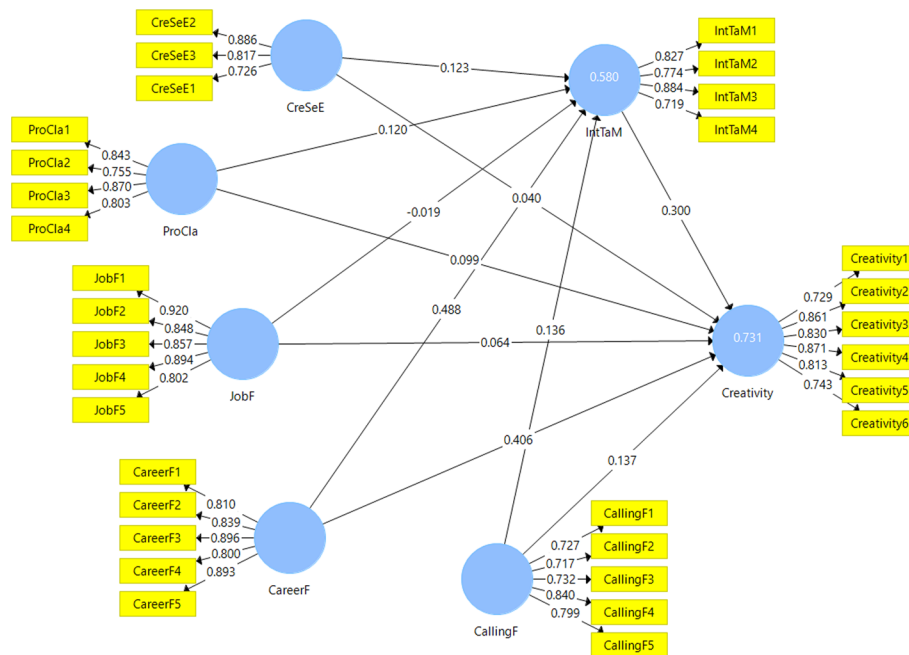 CreSeE2
CreSeE3
CreSeE1
0.886
0.817
0.726
CreSeE
ProCla1
ProCla2
ProCla3
ProCla4
0.843
0.755
0.870
0.803
ProCla
JobF1
JobF2
JobF3
JobF4
JobF5
0.920
0.848
0.857
0.894
0.802
JobF
CareerF1
CareerF2
CareerF3
CareerF4
CareerF5
0.810
0.839
0.896
0.800
0.893
CareerF
0.123
0.120
-0.019
0.040
0.099
0.488
0.136
0.064
0.406
0.137
0.300
0.580
IntTaM
0.827
0.774
0.884
0.719
IntTaM1
IntTaM2
IntTaM3
IntTaM4
0.731
Creativity
0.729
0.861
0.830
0.871
0.813
0.743
Creativity1
Creativity2
Creativity3
Creativity4
Creativity5
Creativity6
CallingF
0.727
0.717
0.732
0.840
0.799
CallingF1
CallingF2
CallingF3
CallingF4
CallingF5